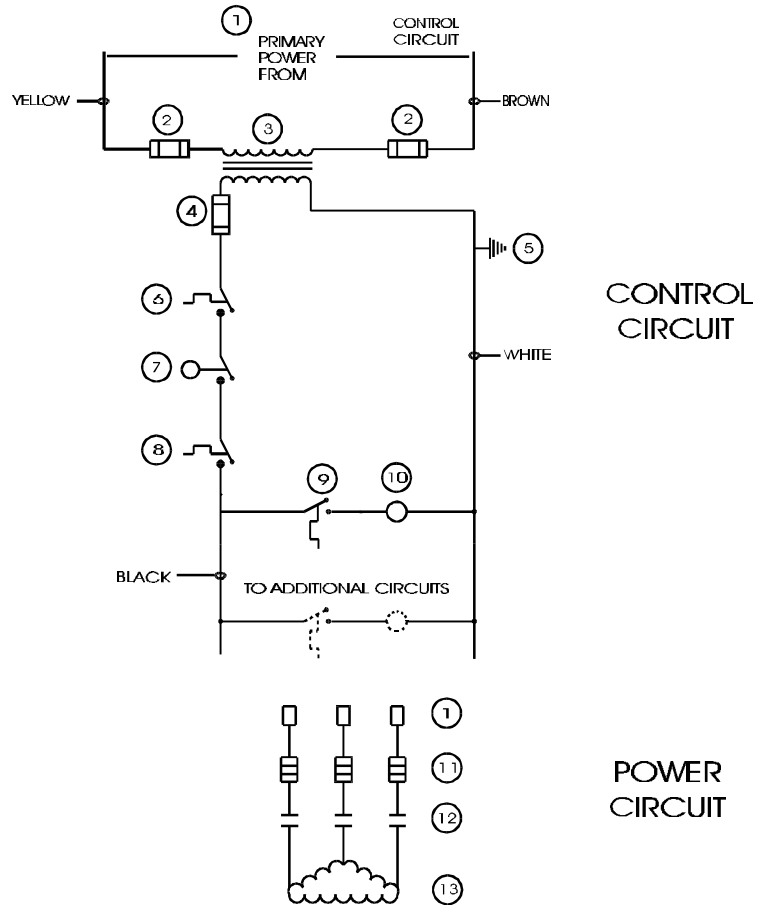 1
CONTROL
CIRCUIT
PRIMARY
POWER
FROM
YELLOW
BROWN
2
3
2
4
5
6
CONTROL
CIRCUIT
7
WHITE
8
9
10
BLACK
TO ADDITIONAL CIRCUITS
1
11
POWER
CIRCUIT
12
13